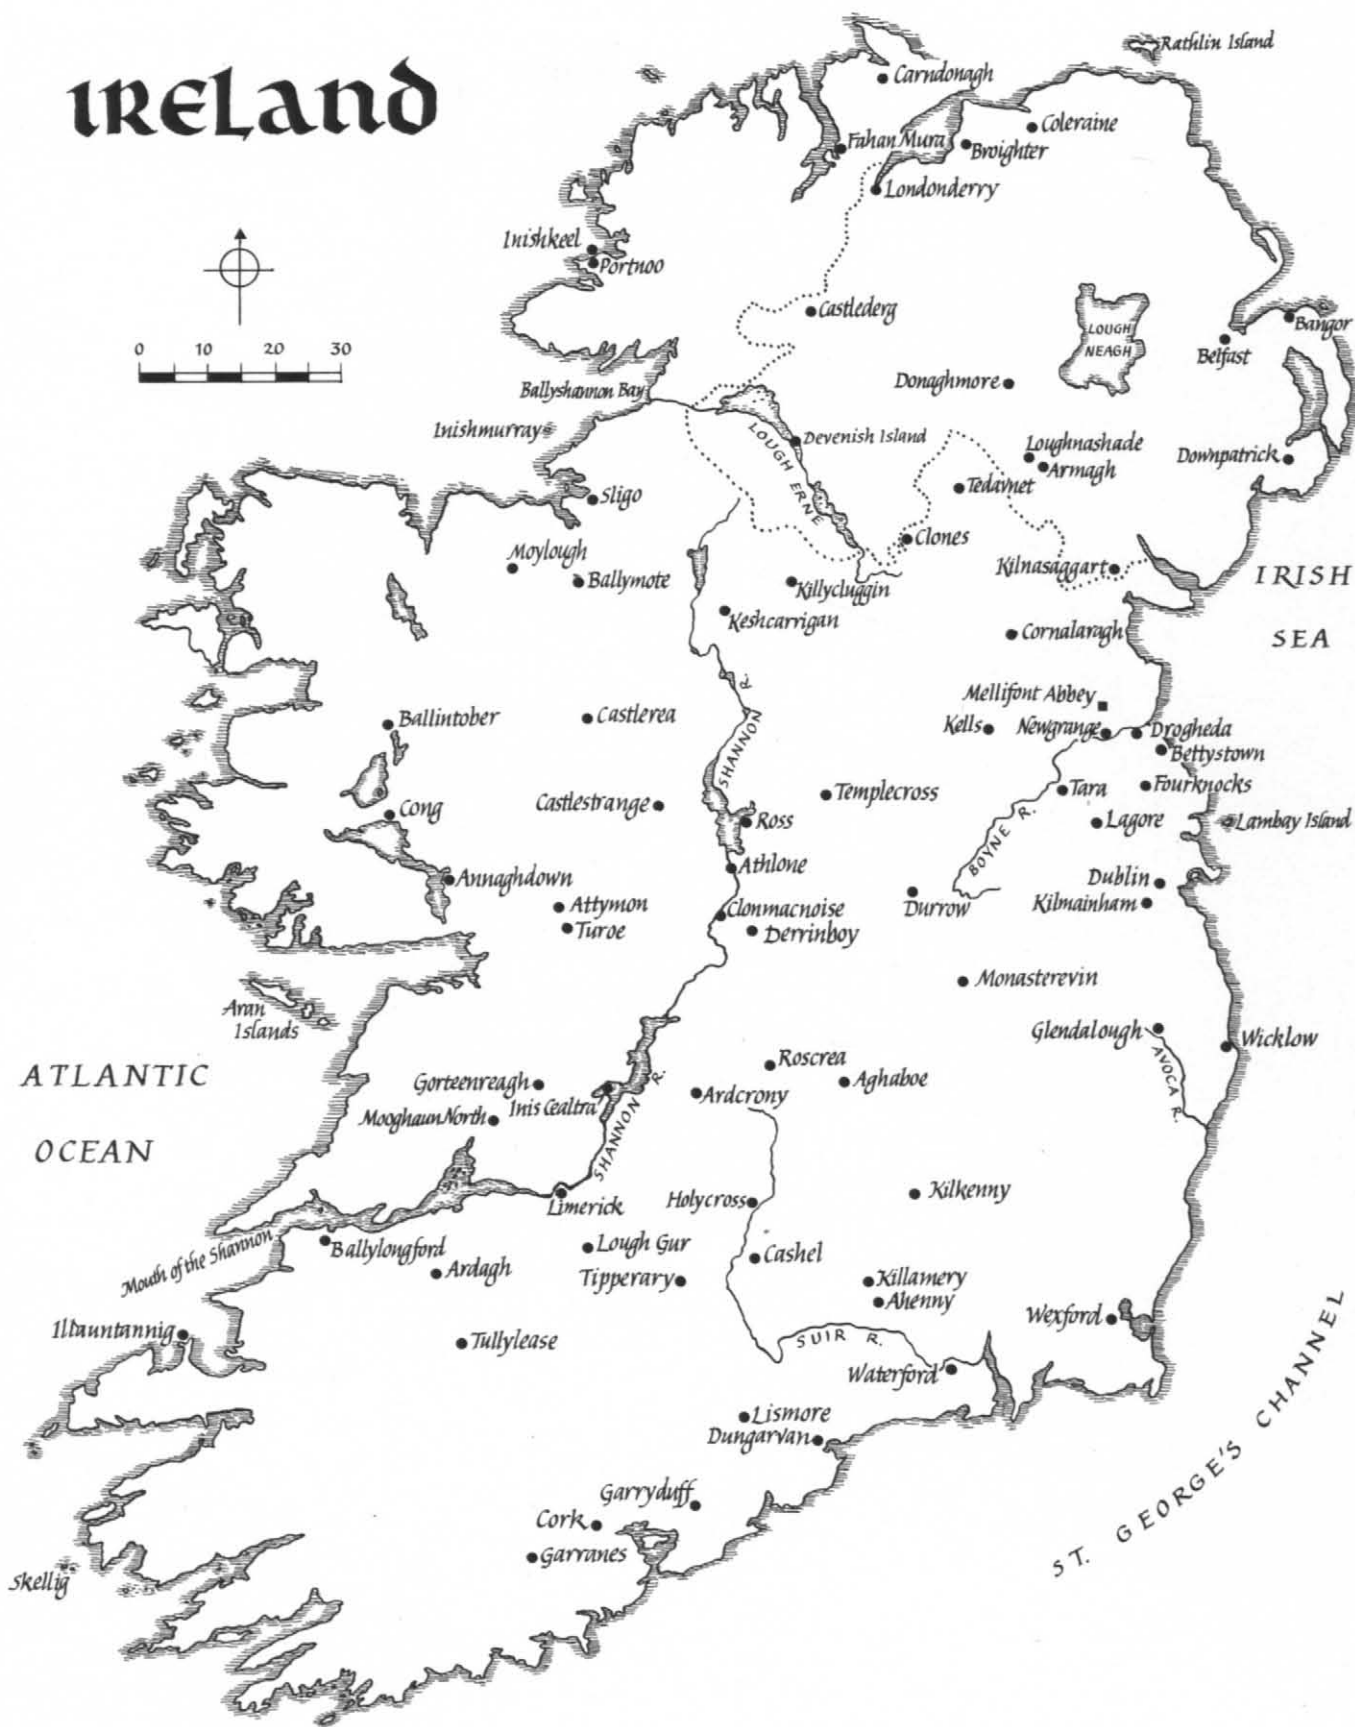 IRELAND
Rathlin Island
Carndonagh
Coleraine
Fahan Mura
Broighter
Londonderry
Inishkeel
Portnoo
Castlederg
0 10 20 30
LOUGH
NEAGH
Bangor
Belfast
Ballyshannon Bay
Donaghmore
Inishmurray
LOUGH ERNE
Devenish Island
Loughnashade
Armagh
Downpatrick
Tedavnet
Sligo
Clones
Moylough
Ballymote
Killycluggin
Kilnasaggart
IRISH
SEA
Keshcarrigan
Cornalaragh
Mellifont Abbey
Ballintober
Castlerea
SHANNON R.
Kells
Newgrange
Drogheda
Bettystown
Castlestrange
Templecross
Tara
Fourknocks
Cong
Ross
BOYNE R.
Lagore
Lambay Island
Athlone
Annaghdown
Dublin
Attymon
Clonmacnoise
Durrow
Kilmainham
Turoe
Derrinboy
Monasterevin
Aran
Islands
Glendalough
Wicklow
ATLANTIC
OCEAN
Roscrea
AVOCA R.
Gorteenreagh
Aghaboe
Inis Cealtra
Ardcrony
Mooghaun North
SHANNON R.
Limerick
Holycross
Kilkenny
Mouth of the Shannon
Ballylongford
Lough Gur
Cashel
Ardagh
Tipperary
Killamery
Ahenny
Illauntannig
Wexford
Tullylease
SUIR R.
Waterford
ST. GEORGE'S CHANNEL
Lismore
Dungarvan
Garryduff
Cork
Garranes
Skellig